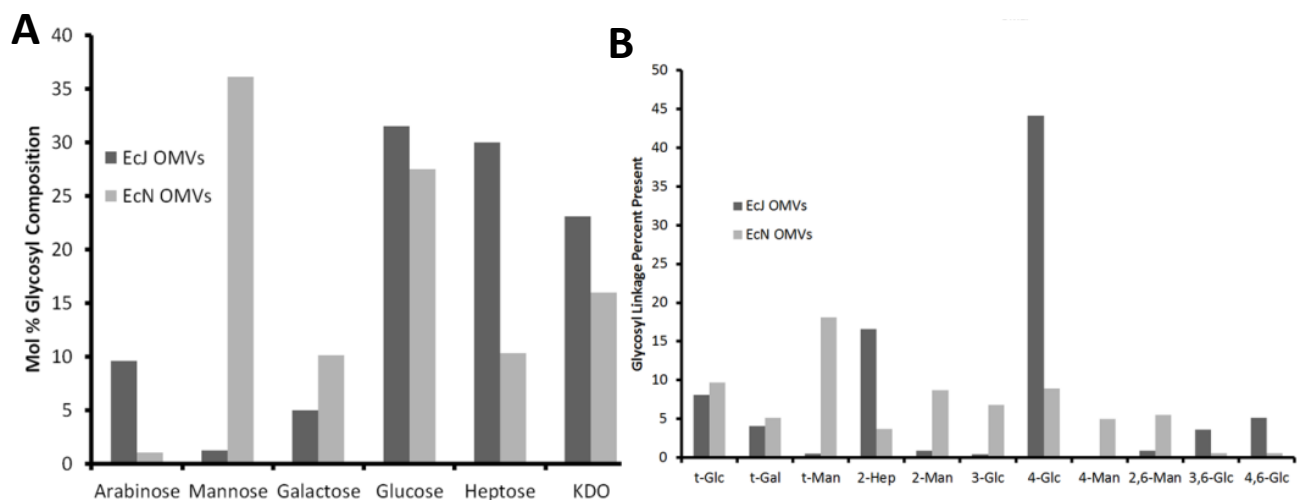 A
Mol % Glycosyl Composition
40
35
30
25
20
15
10
5
0
EcJ OMVs
EcN OMVs
Arabinose Mannose Galactose Glucose Heptose KDO
B
Glycosyl Linkage Percent Present
50
45
40
35
30
25
20
15
10
5
0
EcJ OMVs
EcN OMVs
t-Glc t-Gal t-Man 2-Hep 2-Man 3-Glc 4-Glc 4-Man 2,6-Man 3,6-Glc 4,6-Glc